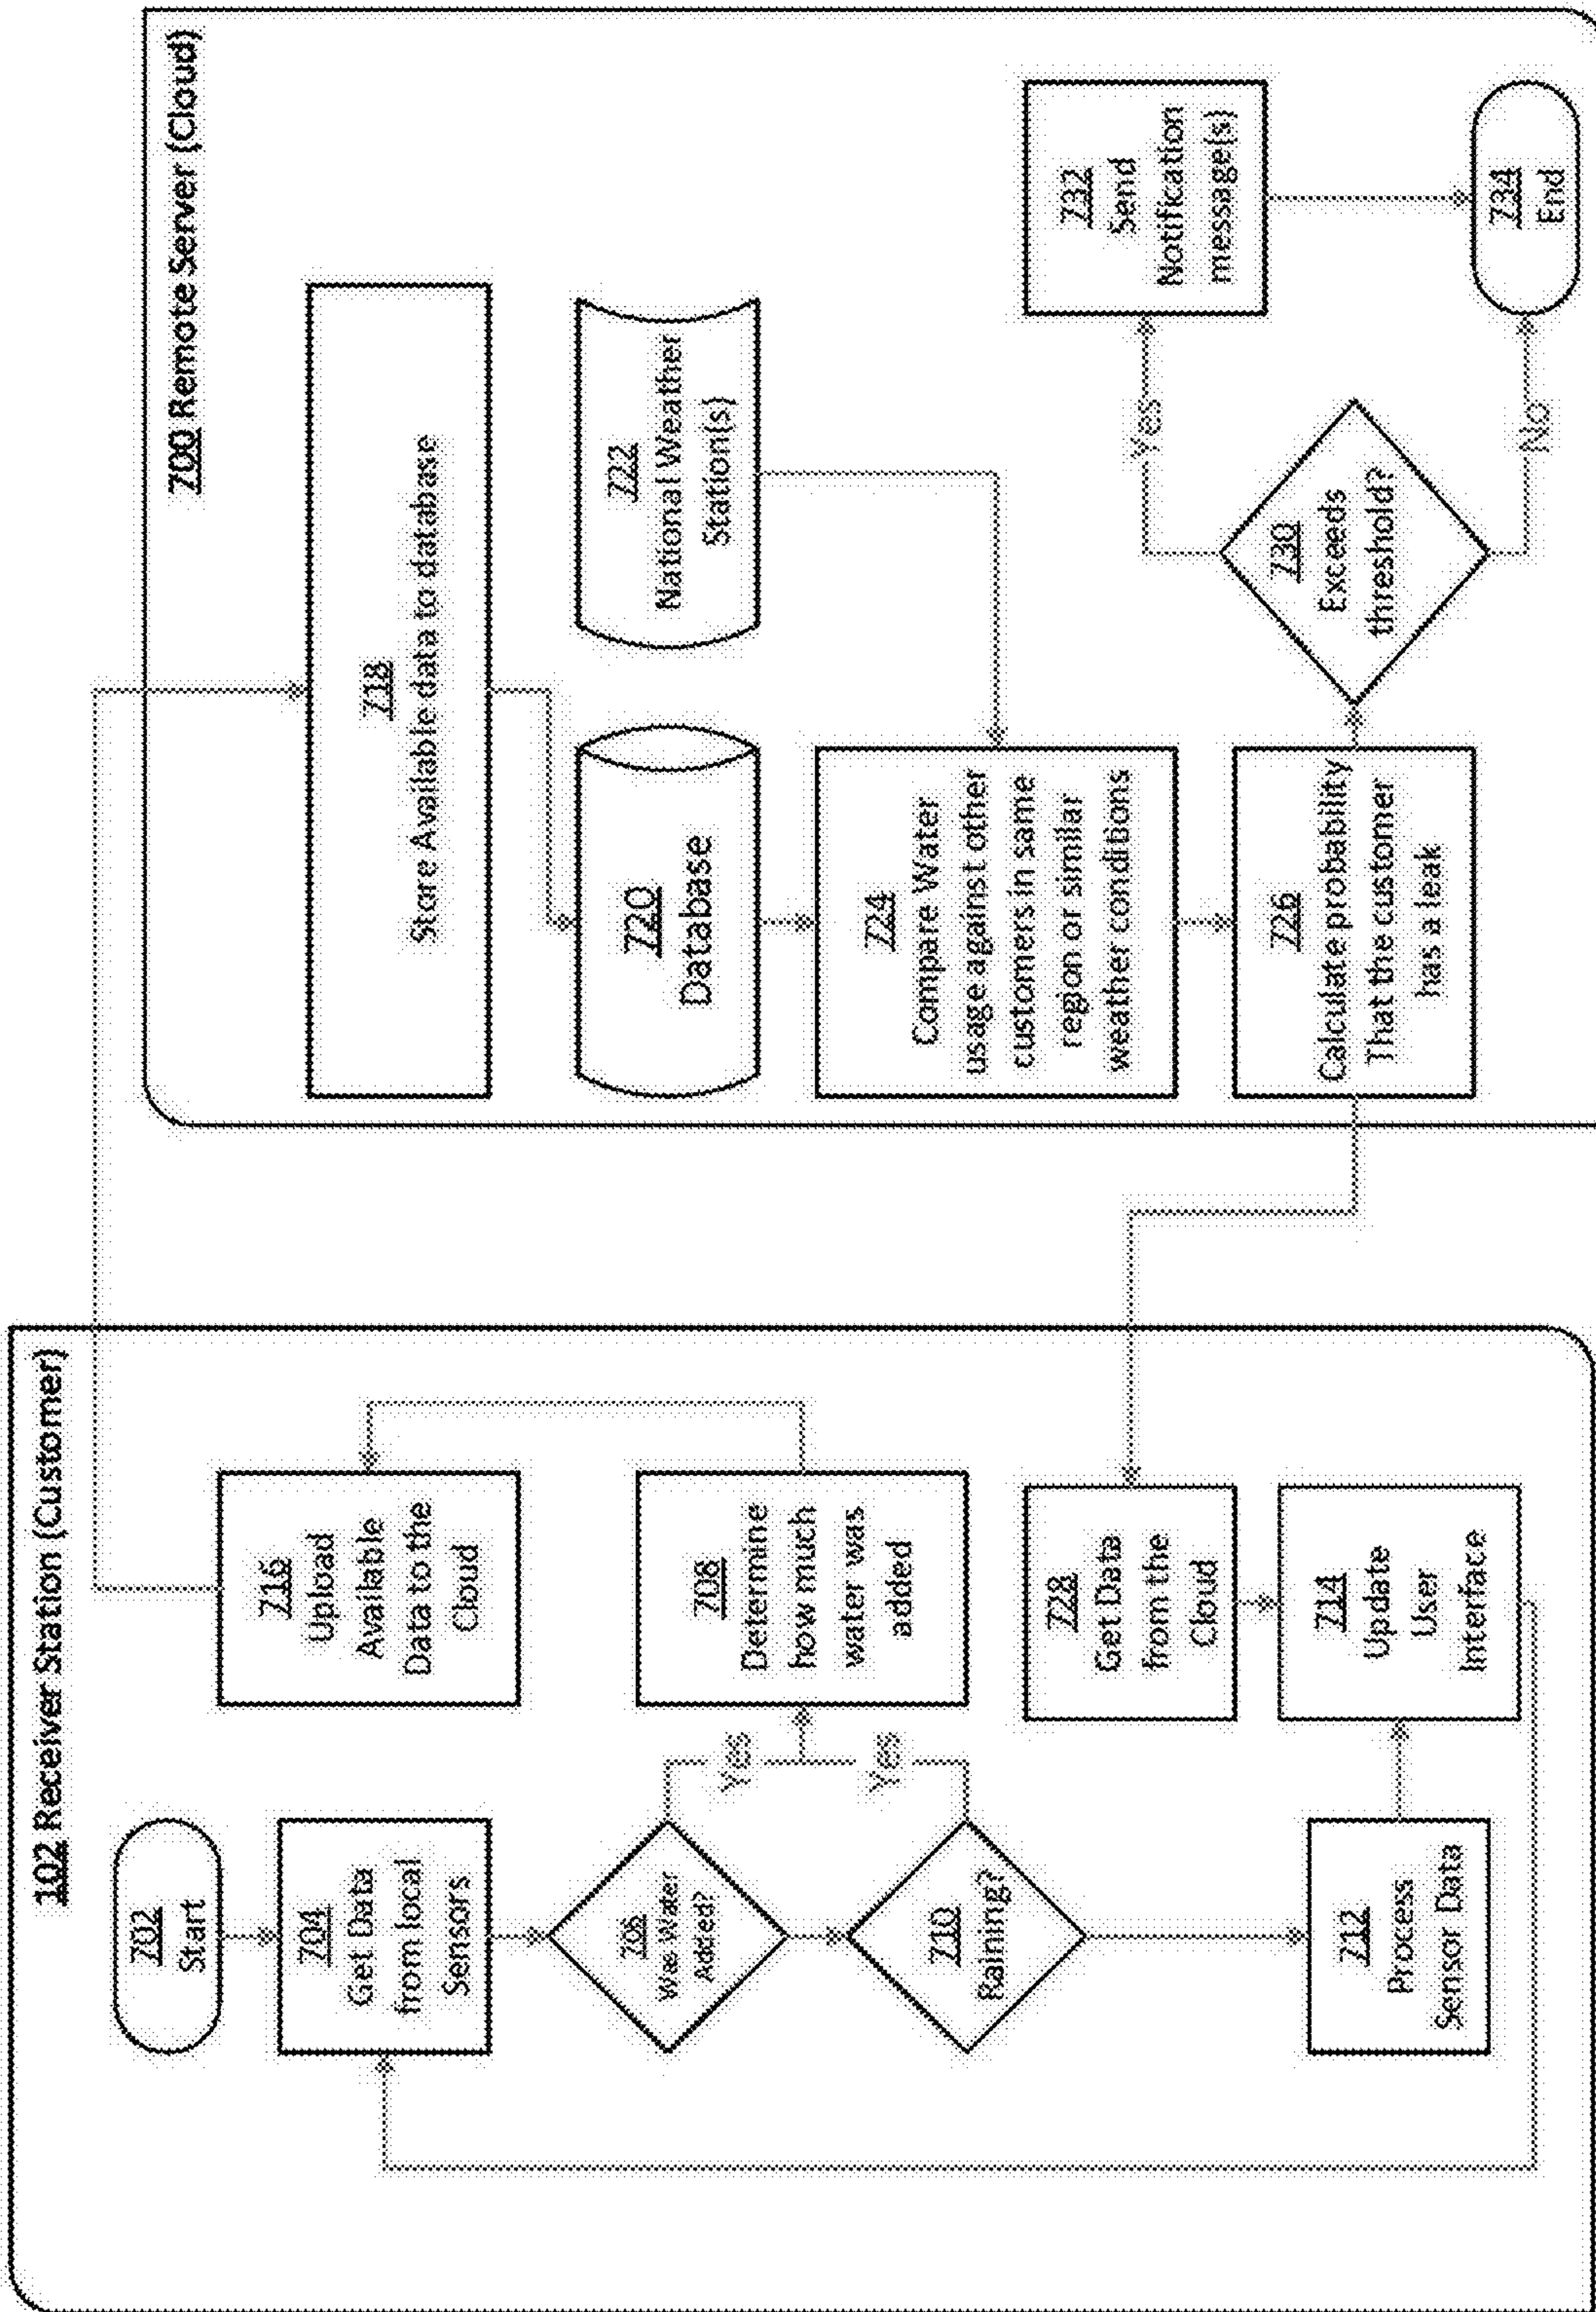 102 Receiver Station (Customer)
702
Start
704
Get Data
from local
Sensors
706
Was Water
Added?
Yes
710
Raining?
Yes
712
Process
Sensor Data
716
Upload
Available
Data to the
Cloud
708
Determine
how much
water was
added
728
Get Data
from the
Cloud
714
Update
User
Interface
700 Remote Server (Cloud)
718
Store Available data to database
720
Database
722
National Weather
Station(s)
724
Compare Water
usage against other
customers in same
region or similar
weather conditions
726
Calculate probability
That the customer
has a leak
730
Exceeds
threshold?
Yes
No
732
Send
Notification
message(s)
734
End